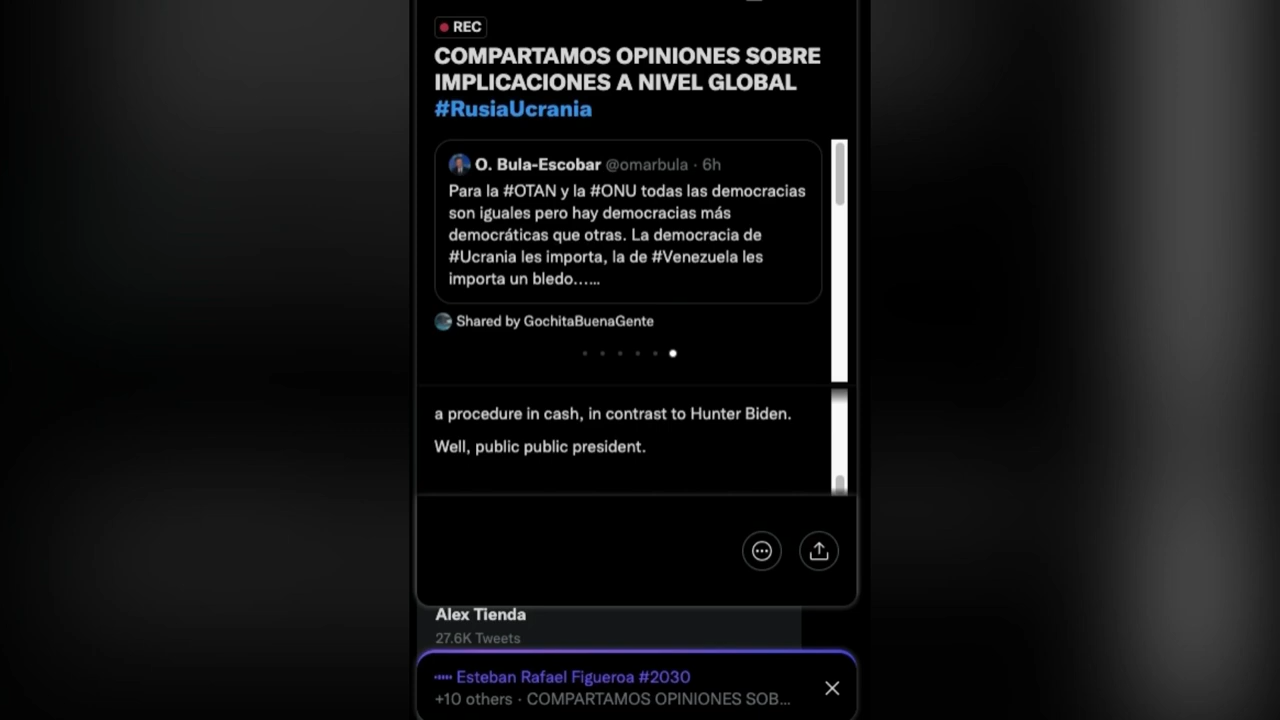 REC
COMPARTAMOS OPINIONES SOBRE
IMPLICACIONES A NIVEL GLOBAL
#RusiaUcrania
O. Bula-Escobar @omarbula · 6h
Para la #OTAN y la #ONU todas las democracias
son iguales pero hay democracias más
democráticas que otras. La democracia de
#Ucrania les importa, la de #Venezuela les
importa un bledo…...
Shared by GochitaBuenaGente
a procedure in cash, in contrast to Hunter Biden.
Well, public public president.
Alex Tienda
27.6K Tweets
Esteban Rafael Figueroa #2030
+10 others · COMPARTAMOS OPINIONES SOB...